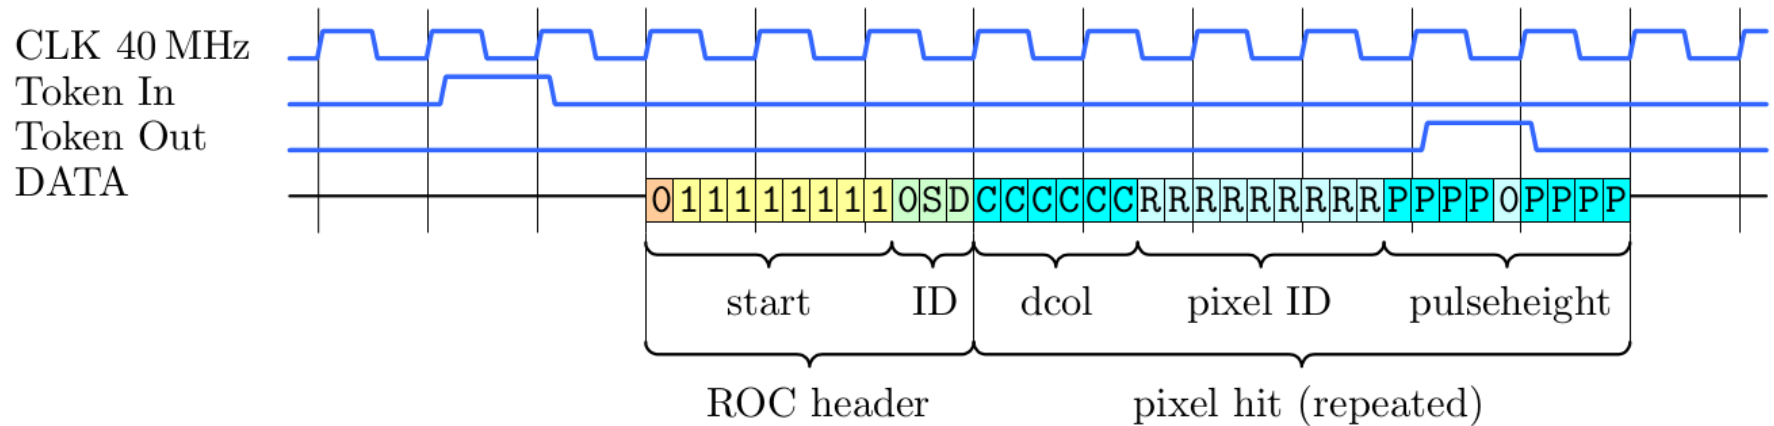 CLK 40 MHz
Token In
Token Out
DATA
0111111110SDCCCCCCRRRRRRRRRPPPP0PPPP
start ID dcol pixel ID pulseheight
ROC header pixel hit (repeated)